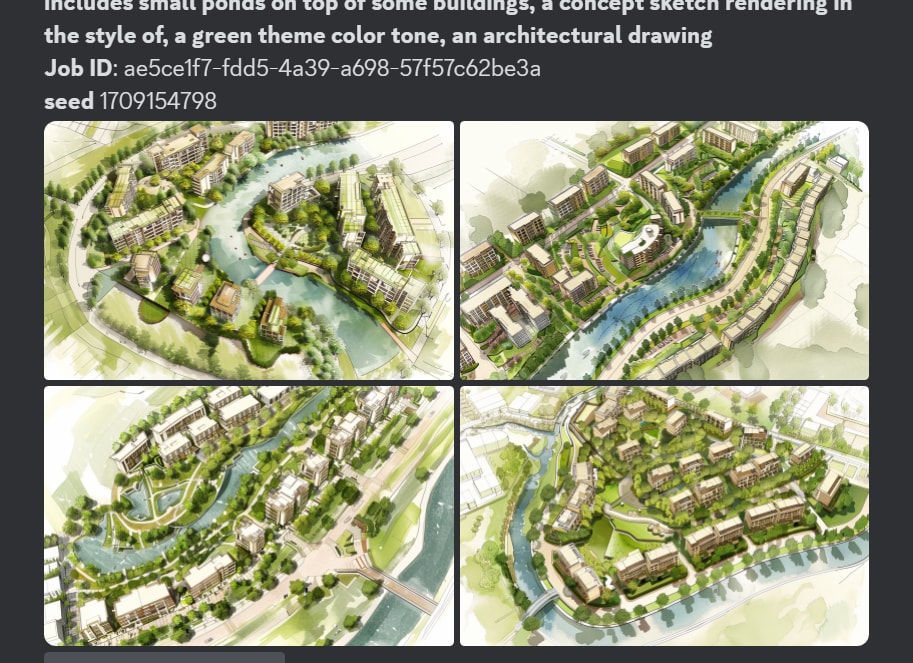 includes small ponds on top of some buildings, a concept sketch rendering in
the style of, a green theme color tone, an architectural drawing
Job ID: ae5ce1f7-fdd5-4a39-a698-57f57c62be3a
seed 1709154798